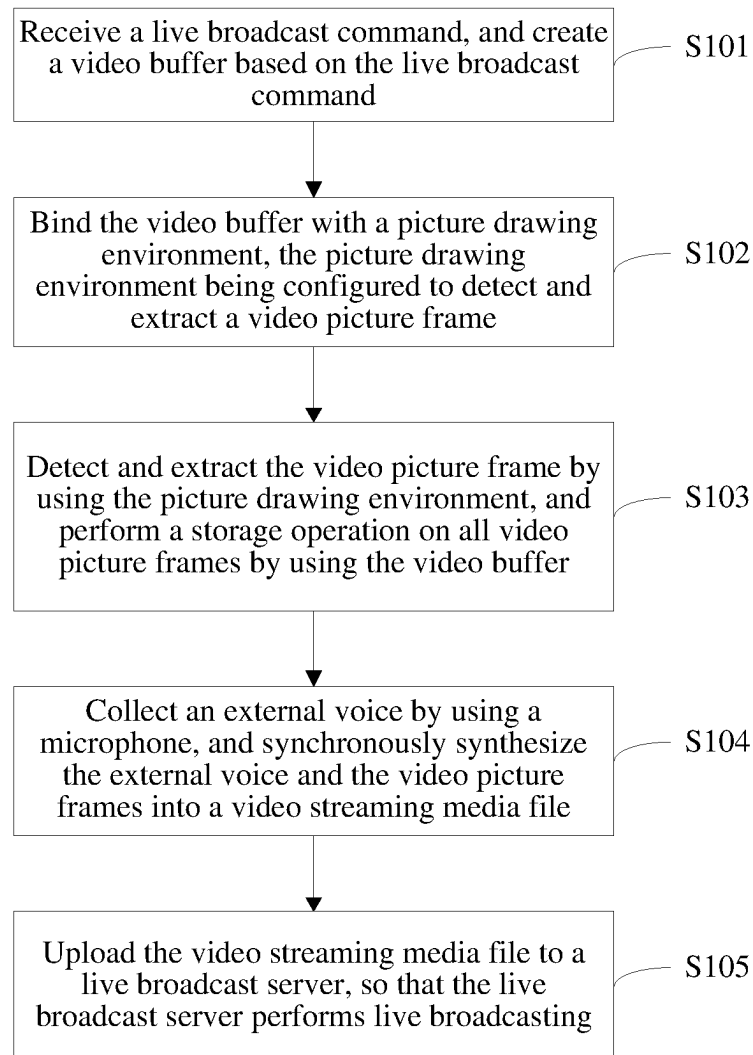 Receive a live broadcast command, and create
a video buffer based on the live broadcast
command
S101
Bind the video buffer with a picture drawing
environment, the picture drawing
environment being configured to detect and
extract a video picture frame
S102
Detect and extract the video picture frame by
using the picture drawing environment, and
perform a storage operation on all video
picture frames by using the video buffer
S103
Collect an external voice by using a
microphone, and synchronously synthesize
the external voice and the video picture
frames into a video streaming media file
S104
Upload the video streaming media file to a
live broadcast server, so that the live
broadcast server performs live broadcasting
S105